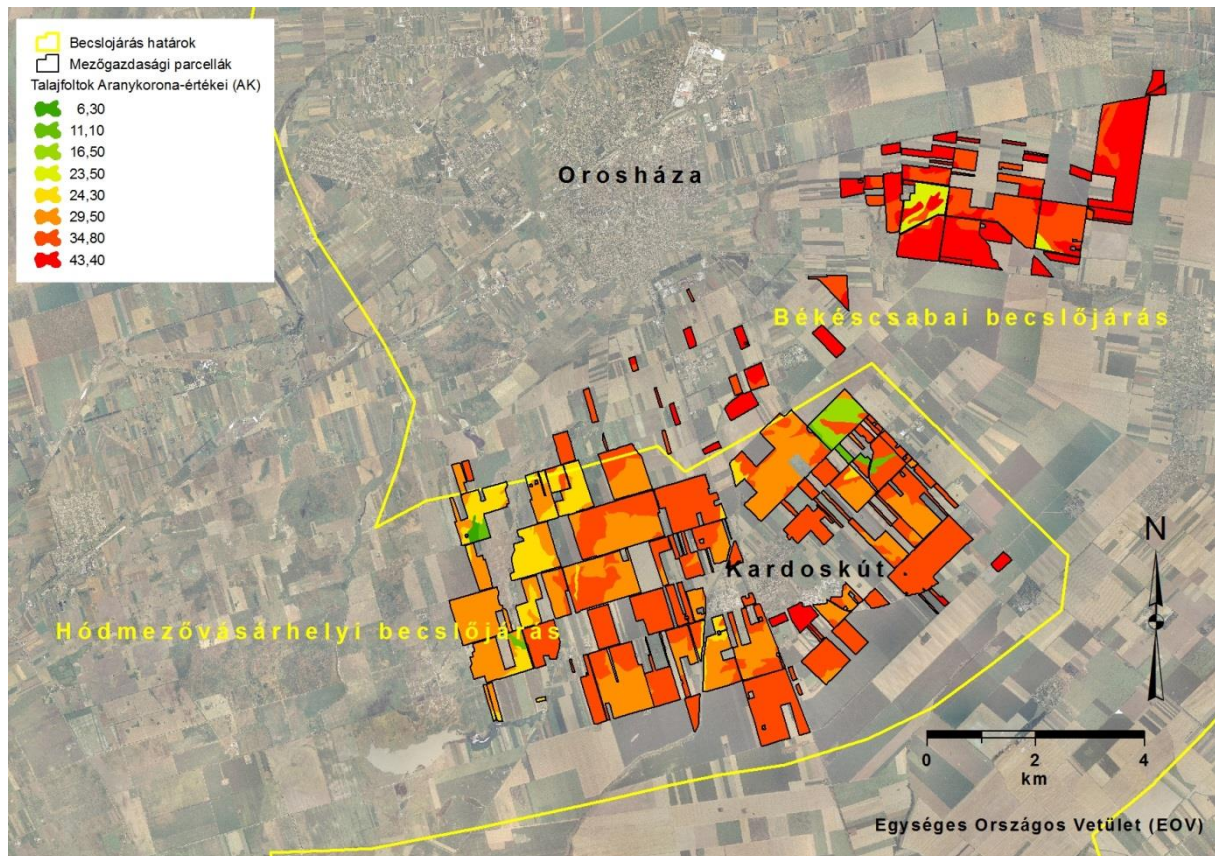 Becslojárás határok
Mezőgazdasági parcellák
Talajfoltok Aranykorona-értékei (AK)
6,30
11,10
16,50
23,50
24,30
29,50
34,80
43,40
Orosháza
Békéscsabai becslőjárás
Kardoskút
Hódmezővásárhelyi becslőjárás
N
0 2 4
km
Egységes Országos Vetület (EOV)